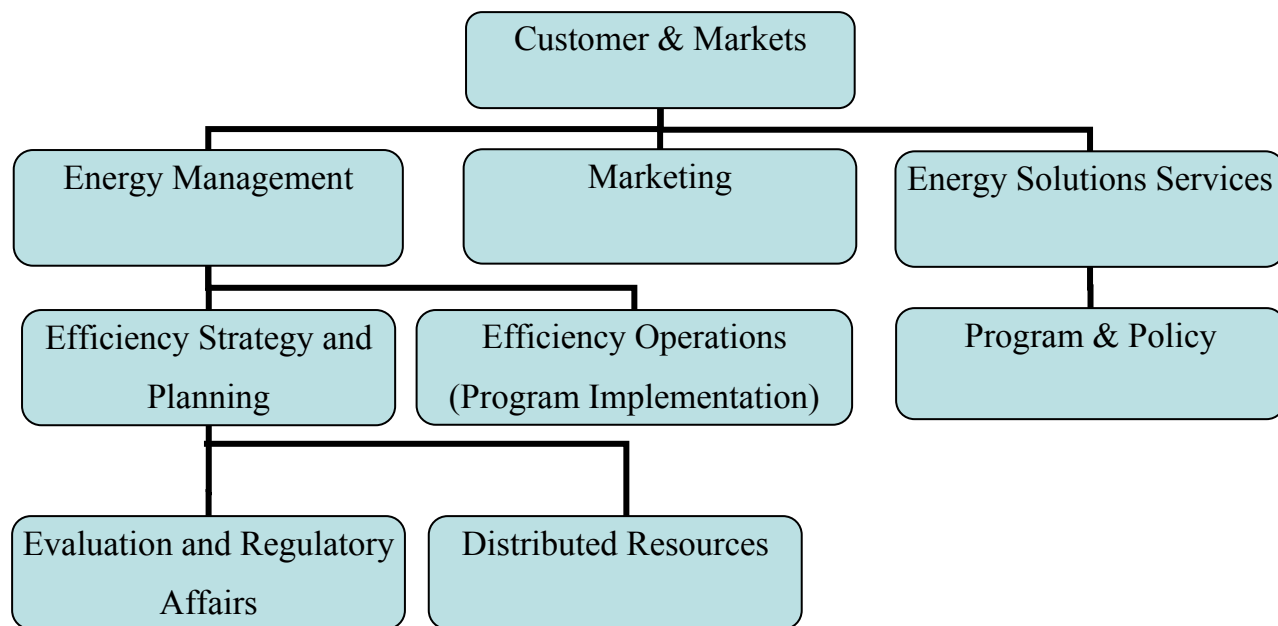 Customer & Markets
Energy Management
Marketing
Energy Solutions Services
Efficiency Strategy and
Planning
Efficiency Operations
(Program Implementation)
Program & Policy
Evaluation and Regulatory
Affairs
Distributed Resources